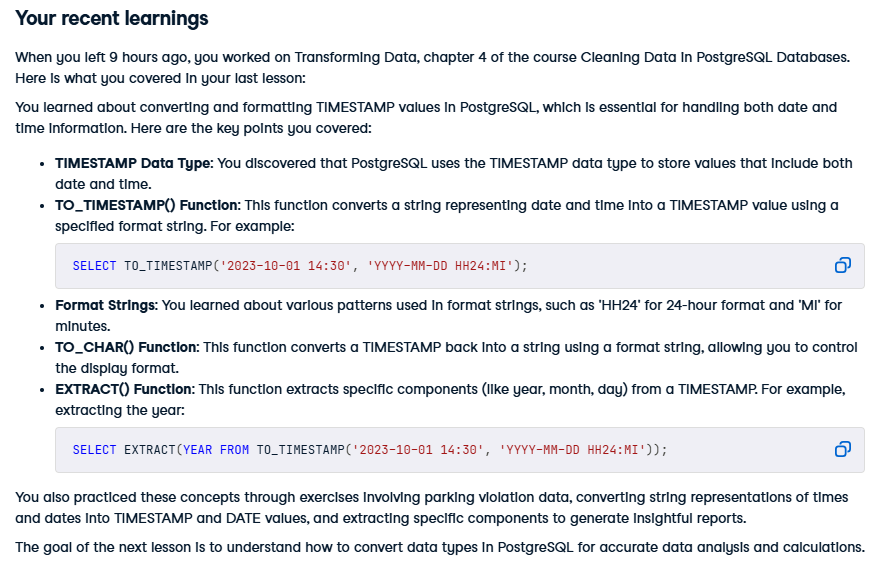 Your recent learnings
When you left 9 hours ago, you worked on Transforming Data, chapter 4 of the course Cleaning Data in PostgreSQL Databases.
Here is what you covered in your last lesson:
You learned about converting and formatting TIMESTAMP values in PostgreSQL, which is essential for handling both date and
time information. Here are the key points you covered:
• TIMESTAMP Data Type: You discovered that PostgreSQL uses the TIMESTAMP data type to store values that include both
date and time.
• TO_TIMESTAMP() Function: This function converts a string representing date and time into a TIMESTAMP value using a
specified format string. For example:
SELECT TO_TIMESTAMP('2023-10-01 14:30', 'YYYY-MM-DD HH24:MI');
• Format Strings: You learned about various patterns used in format strings, such as 'HH24' for 24-hour format and 'MI' for
minutes.
• TO_CHAR() Function: This function converts a TIMESTAMP back into a string using a format string, allowing you to control
the display format.
• EXTRACT() Function: This function extracts specific components (like year, month, day) from a TIMESTAMP. For example,
extracting the year:
SELECT EXTRACT(YEAR FROM TO_TIMESTAMP('2023-10-01 14:30', 'YYYY-MM-DD HH24:MI'));
You also practiced these concepts through exercises involving parking violation data, converting string representations of times
and dates into TIMESTAMP and DATE values, and extracting specific components to generate insightful reports.
The goal of the next lesson is to understand how to convert data types in PostgreSQL for accurate data analysis and calculations.